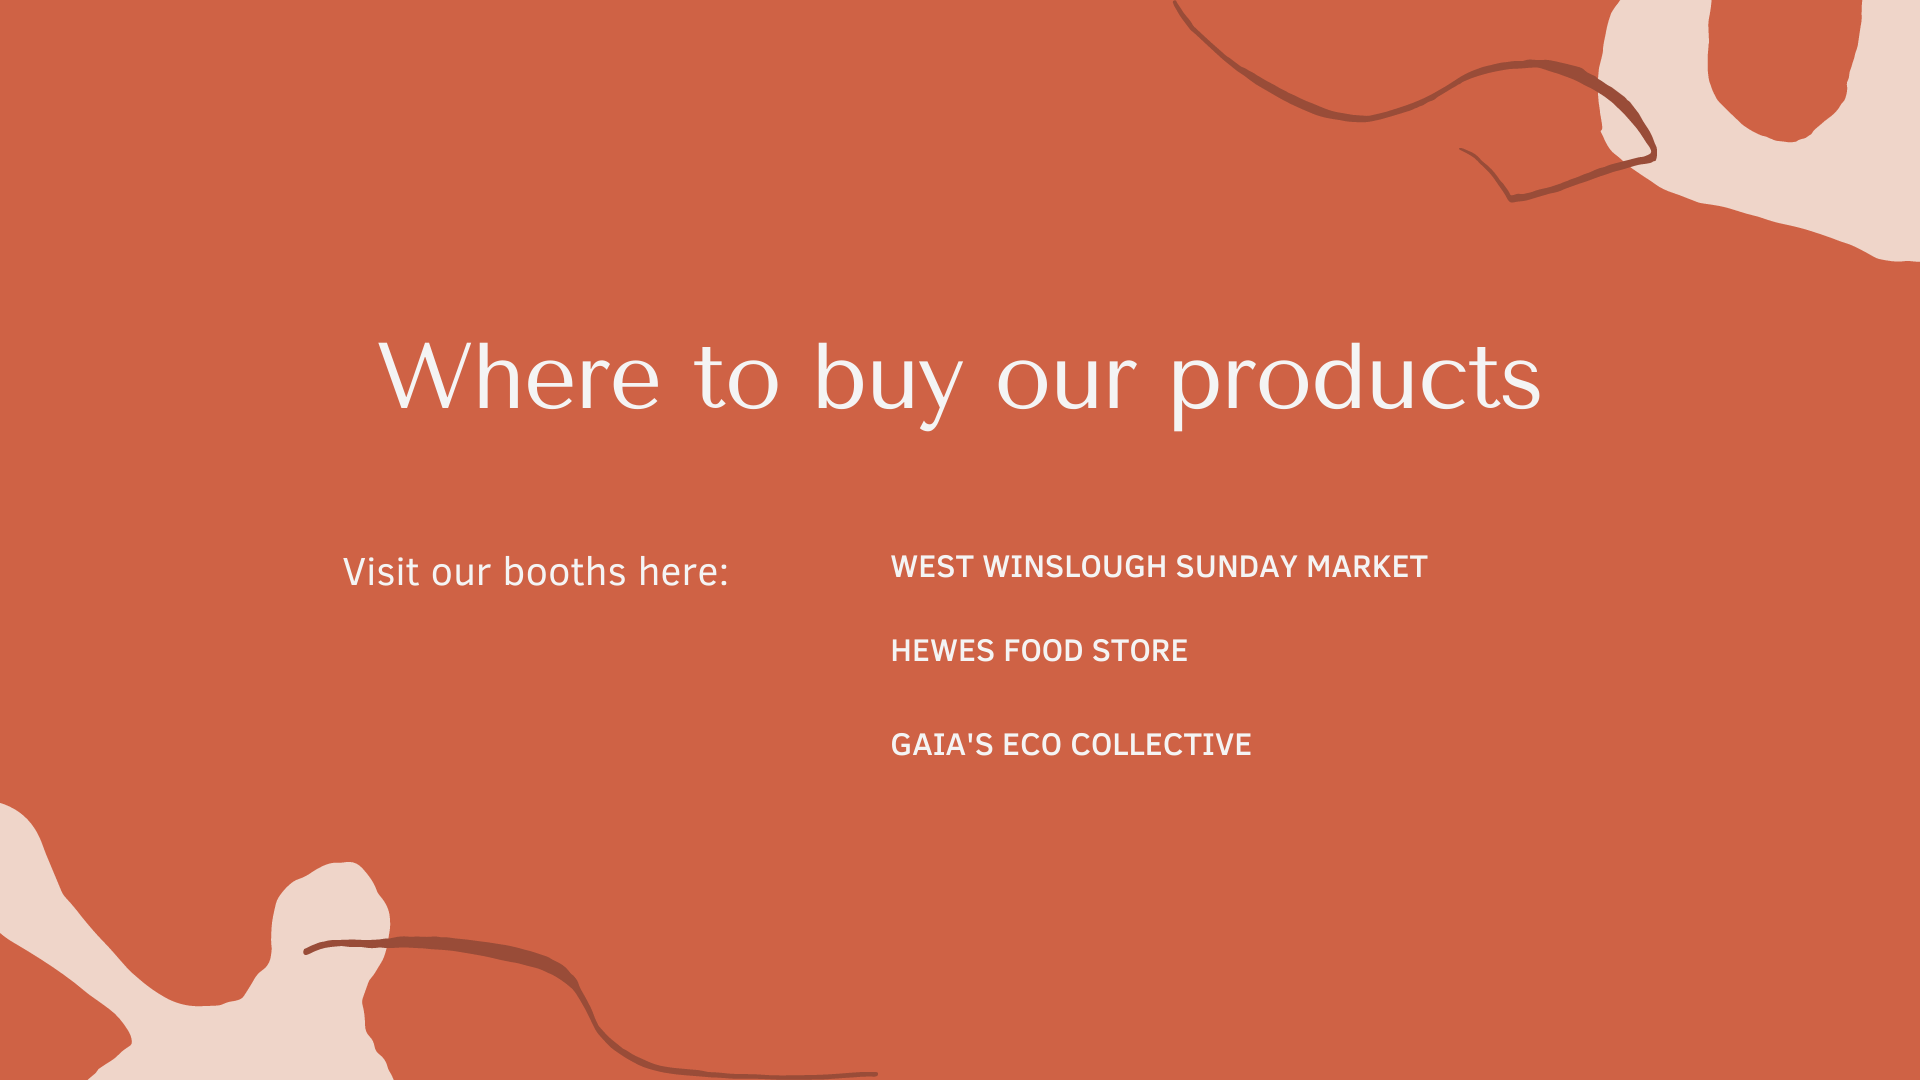 Where to buy our products
Visit our booths here:
WEST WINSLOUGH SUNDAY MARKET
HEWES FOOD STORE
GAIA'S ECO COLLECTIVE